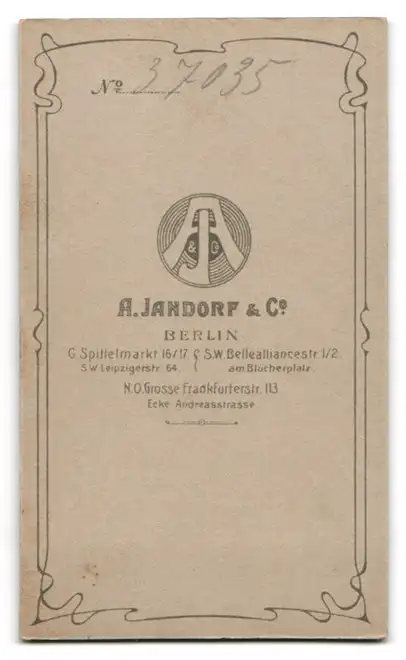 No. 37035
A J & Co
A. JANDORF & Co.
BERLIN
C. Spittelmarkt 16/17. S.W. Bellealliancestr. 1/2.
S.W. Leipzigerstr. 64. am Blücherplatz.
N.O. Grosse Frankfurterstr. 113
Ecke Andreasstrasse